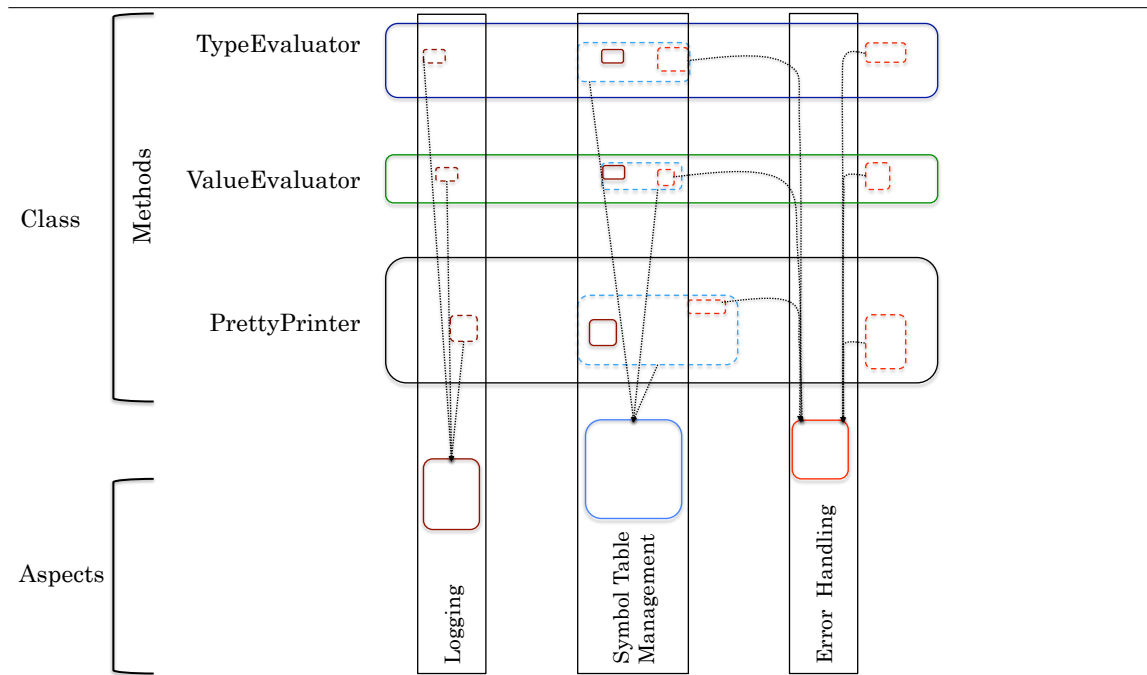 TypeEvaluator
ValueEvaluator
PrettyPrinter
Class
Methods
Aspects
Logging
Symbol Table
Management
Error Handling